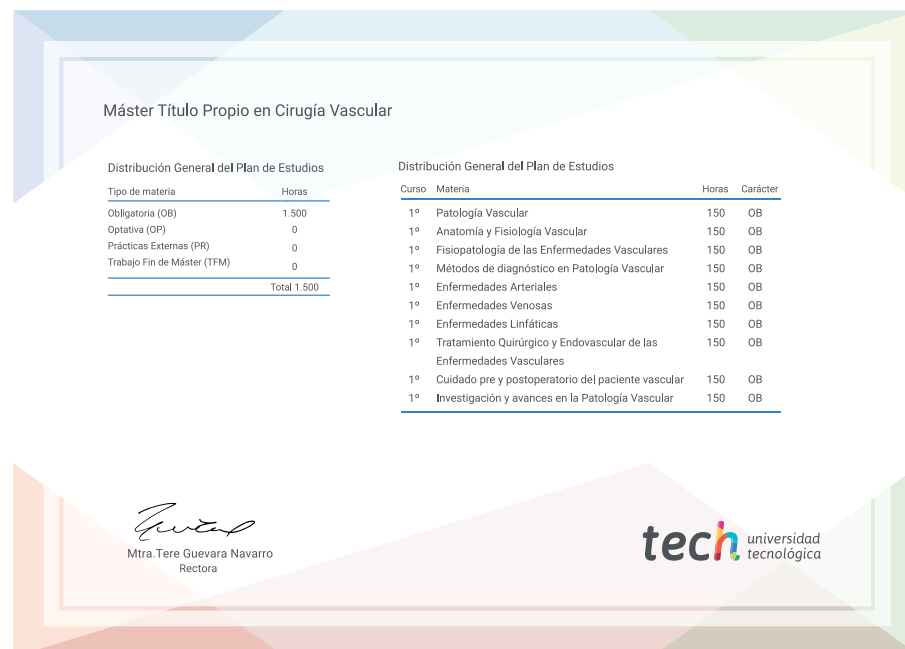 Máster Título Propio en Cirugía Vascular
Distribución General del Plan de Estudios
Tipo de materia Horas
Obligatoria (OB) 1.500
Optativa (OP) 0
Prácticas Externas (PR) 0
Trabajo Fin de Máster (TFM) 0
Total 1.500
Distribución General del Plan de Estudios
Curso Materia Horas Carácter
1º Patología Vascular 150 OB
1º Anatomía y Fisiología Vascular 150 OB
1º Fisiopatología de las Enfermedades Vasculares 150 OB
1º Métodos de diagnóstico en Patología Vascular 150 OB
1º Enfermedades Arteriales 150 OB
1º Enfermedades Venosas 150 OB
1º Enfermedades Linfáticas 150 OB
1º Tratamiento Quirúrgico y Endovascular de las 150 OB
Enfermedades Vasculares
1º Cuidado pre y postoperatorio del paciente vascular 150 OB
1º Investigación y avances en la Patología Vascular 150 OB
Mtra.Tere Guevara Navarro
Rectora
tech universidad
tecnológica